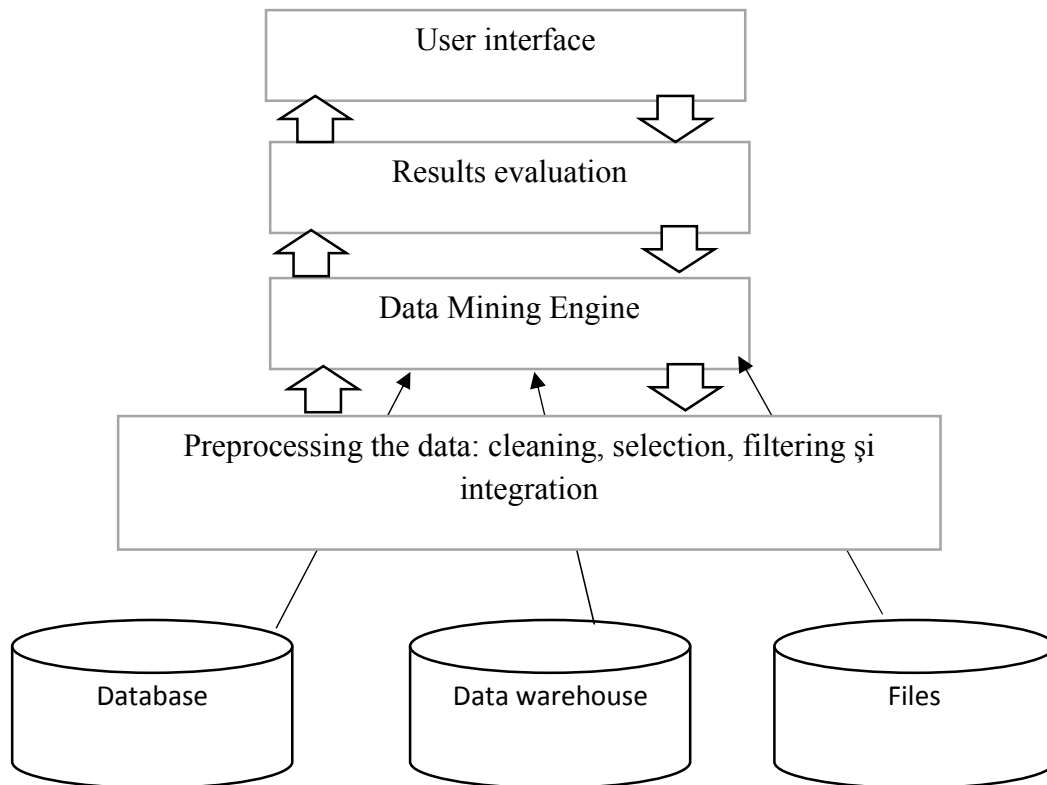 User interface
Results evaluation
Data Mining Engine
Preprocessing the data: cleaning, selection, filtering şi
integration
Database
Data warehouse
Files